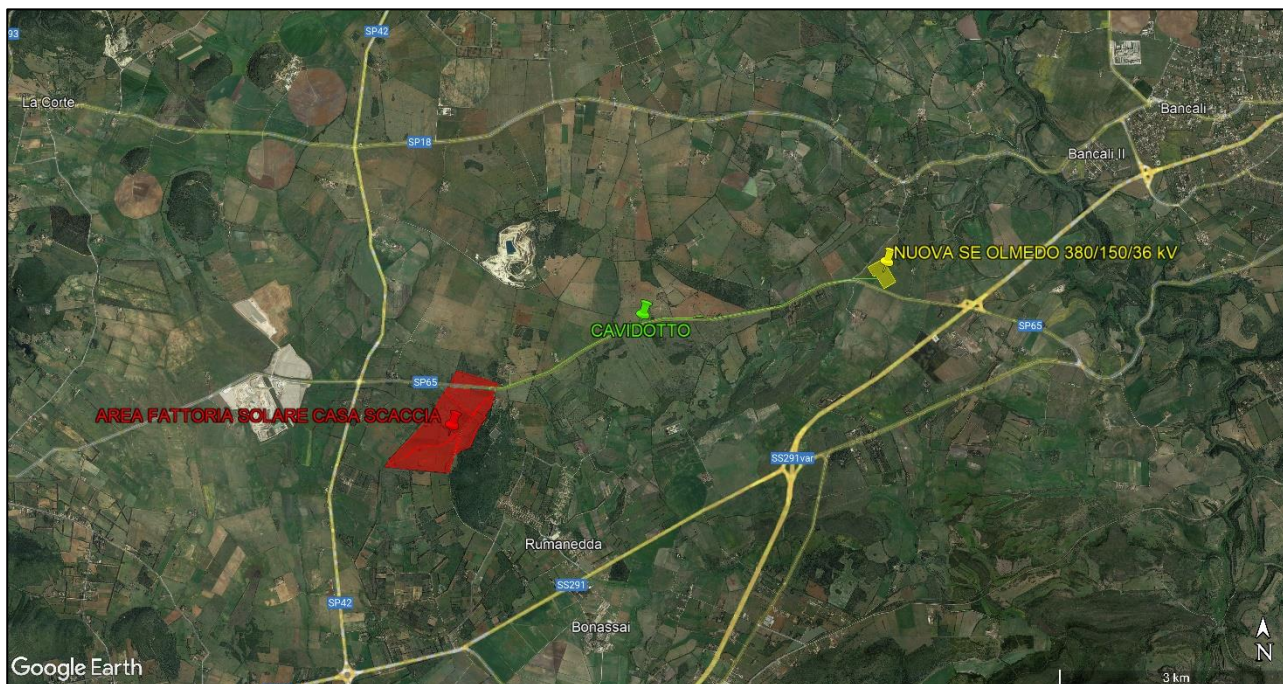 93
SP42
La Corte
SP18
Bancali
Bancali II
NUOVA SE OLMEDO 380/150/36 kV
CAVIDOTTO
SP65
SP65
AREA FATTORIA SOLARE CASA SCACCIA
SS291var
Rumanedda
SS291
SP42
Bonassai
Google Earth
N
3 km